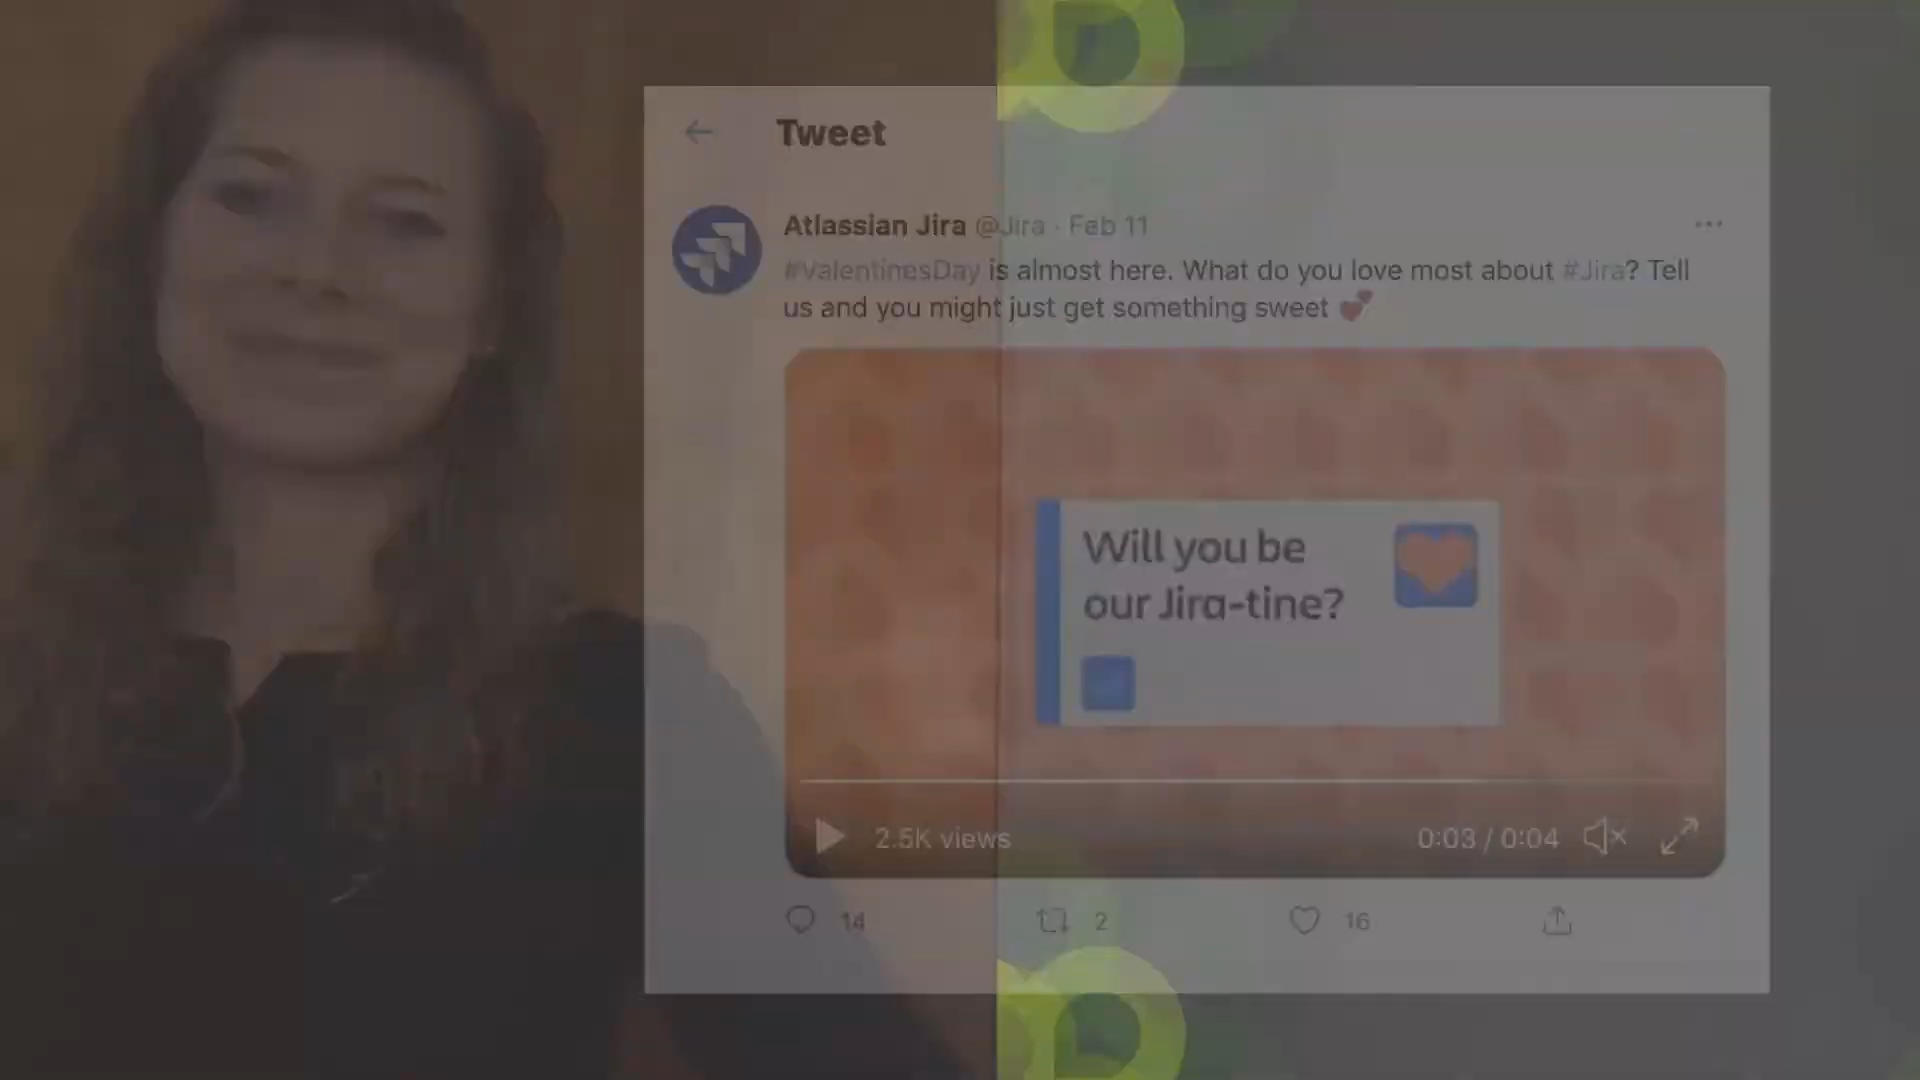 Tweet
Atlassian Jira @Jira · Feb 11
#ValentinesDay is almost here. What do you love most about #Jira? Tell
us and you might just get something sweet 💕
Will you be
our Jira-tine?
2.5K views
0:03 / 0:04
14
2
16